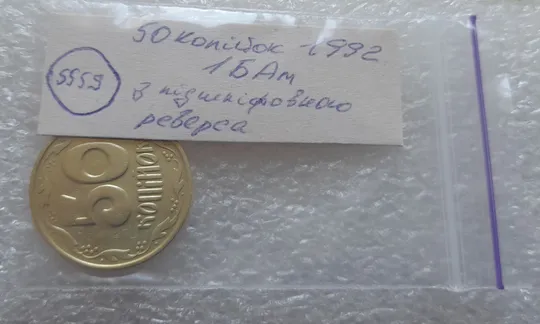 50 копійок 1992
1БАм
5559
з підшліфовкою
реверса
50
КОПІЙОК